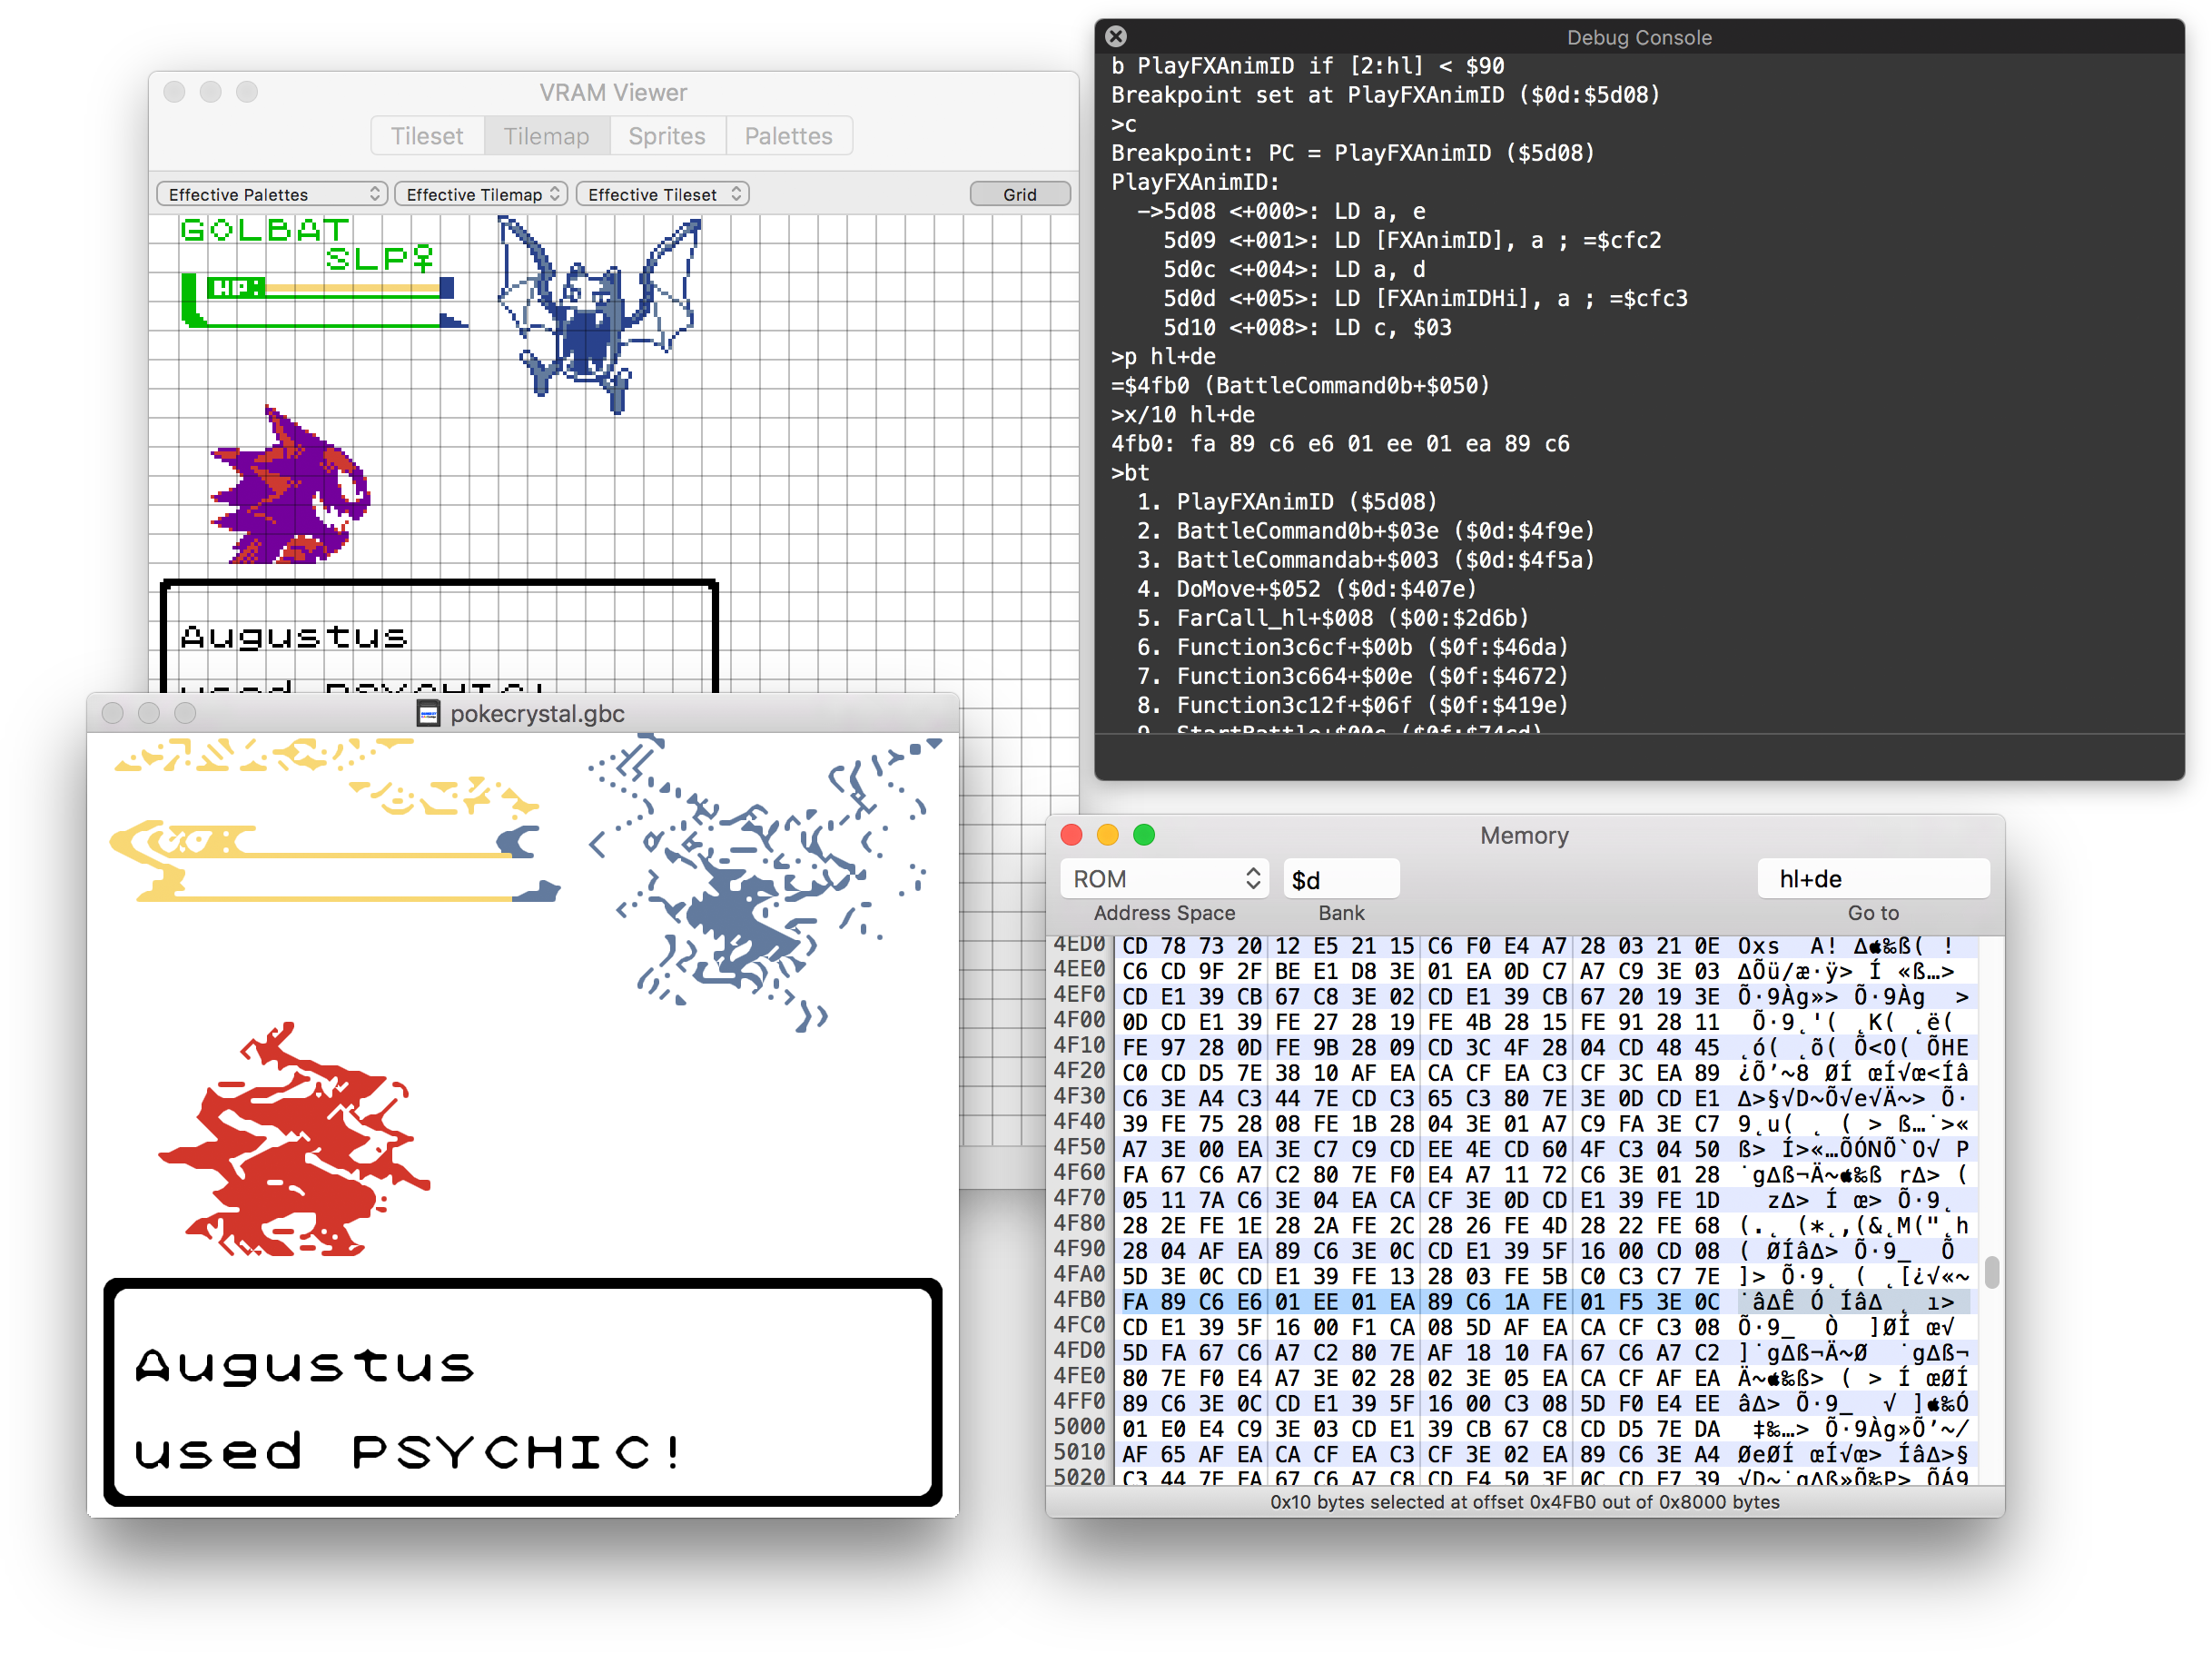 VRAM Viewer
Tileset Tilemap Sprites Palettes
Effective Palettes Effective Tilemap Effective Tileset Grid
GOLBAT
SLP♀
HP:
Augustus
used PSYCHIC!
pokecrystal.gbc
Augustus
used PSYCHIC!
Debug Console
b PlayFXAnimID if [2:hl] < $90
Breakpoint set at PlayFXAnimID ($0d:$5d08)
>c
Breakpoint: PC = PlayFXAnimID ($5d08)
PlayFXAnimID:
->5d08 <+000>: LD a, e
5d09 <+001>: LD [FXAnimID], a ; =$cfc2
5d0c <+004>: LD a, d
5d0d <+005>: LD [FXAnimIDHi], a ; =$cfc3
5d10 <+008>: LD c, $03
>p hl+de
=$4fb0 (BattleCommand0b+$050)
>x/10 hl+de
4fb0: fa 89 c6 e6 01 ee 01 ea 89 c6
>bt
1. PlayFXAnimID ($5d08)
2. BattleCommand0b+$03e ($0d:$4f9e)
3. BattleCommandab+$003 ($0d:$4f5a)
4. DoMove+$052 ($0d:$407e)
5. FarCall_hl+$008 ($00:$2d6b)
6. Function3c6cf+$00b ($0f:$46da)
7. Function3c664+$00e ($0f:$4672)
8. Function3c12f+$06f ($0f:$419e)
9. StartBattle+$00c ($0f:$74cd)
Memory
ROM $d hl+de
Address Space Bank Go to
4ED0 CD 78 73 20 12 E5 21 15 C6 F0 E4 A7 28 03 21 0E
4EE0 C6 CD 9F 2F BE E1 D8 3E 01 EA 0D C7 A7 C9 3E 03
4EF0 CD E1 39 CB 67 C8 3E 02 CD E1 39 CB 67 20 19 3E
4F00 0D CD E1 39 FE 27 28 19 FE 4B 28 15 FE 91 28 11
4F10 FE 97 28 0D FE 9B 28 09 CD 3C 4F 28 04 CD 48 45
4F20 C0 CD D5 7E 38 10 AF EA CA CF EA C3 CF 3C EA 89
4F30 C6 3E A4 C3 44 7E CD C3 65 C3 80 7E 3E 0D CD E1
4F40 39 FE 75 28 08 FE 1B 28 04 3E 01 A7 C9 FA 3E C7
4F50 A7 3E 00 EA 3E C7 C9 CD EE 4E CD 60 4F C3 04 50
4F60 FA 67 C6 A7 C2 80 7E F0 E4 A7 11 72 C6 3E 01 28
4F70 05 11 7A C6 3E 04 EA CA CF 3E 0D CD E1 39 FE 1D
4F80 28 2E FE 1E 28 2A FE 2C 28 26 FE 4D 28 22 FE 68
4F90 28 04 AF EA 89 C6 3E 0C CD E1 39 5F 16 00 CD 08
4FA0 5D 3E 0C CD E1 39 FE 13 28 03 FE 5B C0 C3 C7 7E
4FB0 FA 89 C6 E6 01 EE 01 EA 89 C6 1A FE 01 F5 3E 0C
4FC0 CD E1 39 5F 16 00 F1 CA 08 5D AF EA CA CF C3 08
4FD0 5D FA 67 C6 A7 C2 80 7E AF 18 10 FA 67 C6 A7 C2
4FE0 80 7E F0 E4 A7 3E 02 28 02 3E 05 EA CA CF AF EA
4FF0 89 C6 3E 0C CD E1 39 5F 16 00 C3 08 5D F0 E4 EE
5000 01 E0 E4 C9 3E 03 CD E1 39 CB 67 C8 CD D5 7E DA
5010 AF 65 AF EA CA CF EA C3 CF 3E 02 EA 89 C6 3E A4
5020 C3 44 7E EA 67 C6 A7 C8 CD E4 50 3E 0C CD E7 39
0x10 bytes selected at offset 0x4FB0 out of 0x8000 bytes